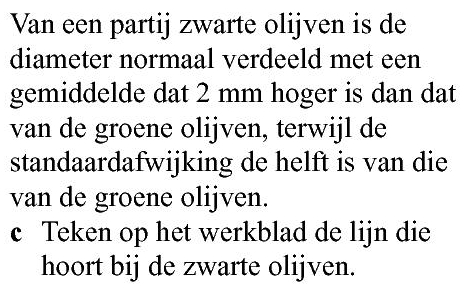 Van een partij zwarte olijven is de
diameter normaal verdeeld met een
gemiddelde dat 2 mm hoger is dan dat
van de groene olijven, terwijl de
standaardafwijking de helft is van die
van de groene olijven.
c Teken op het werkblad de lijn die
hoort bij de zwarte olijven.